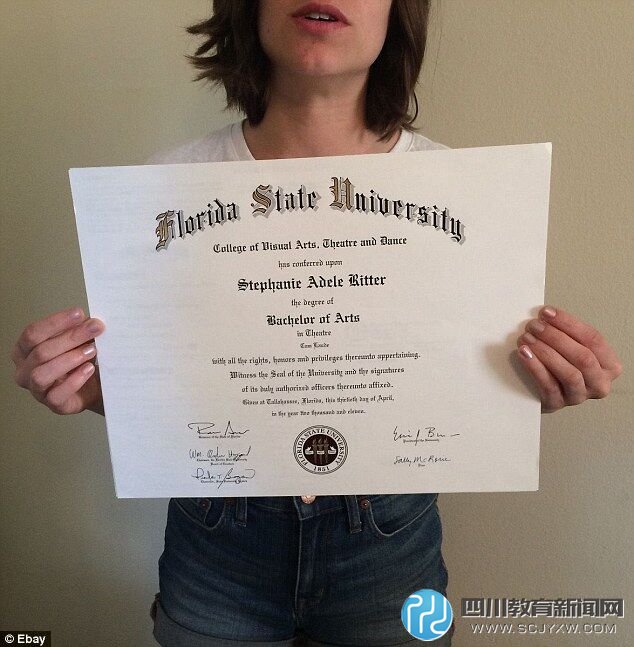 Florida State University
College of Visual Arts, Theatre and Dance
has conferred upon
Stephanie Adele Ritter
the degree of
Bachelor of Arts
in Theatre
Cum Laude
with all the rights, honors and privileges thereunto appertaining.
Witness the Seal of the University and the signatures
of its duly authorized officers thereunto affixed.
Given at Tallahassee, Florida, this thirtieth day of April,
in the year two thousand and eleven.
FLORIDA STATE UNIVERSITY
1851
© Ebay
四川教育新闻网
WWW.SCJYXW.COM